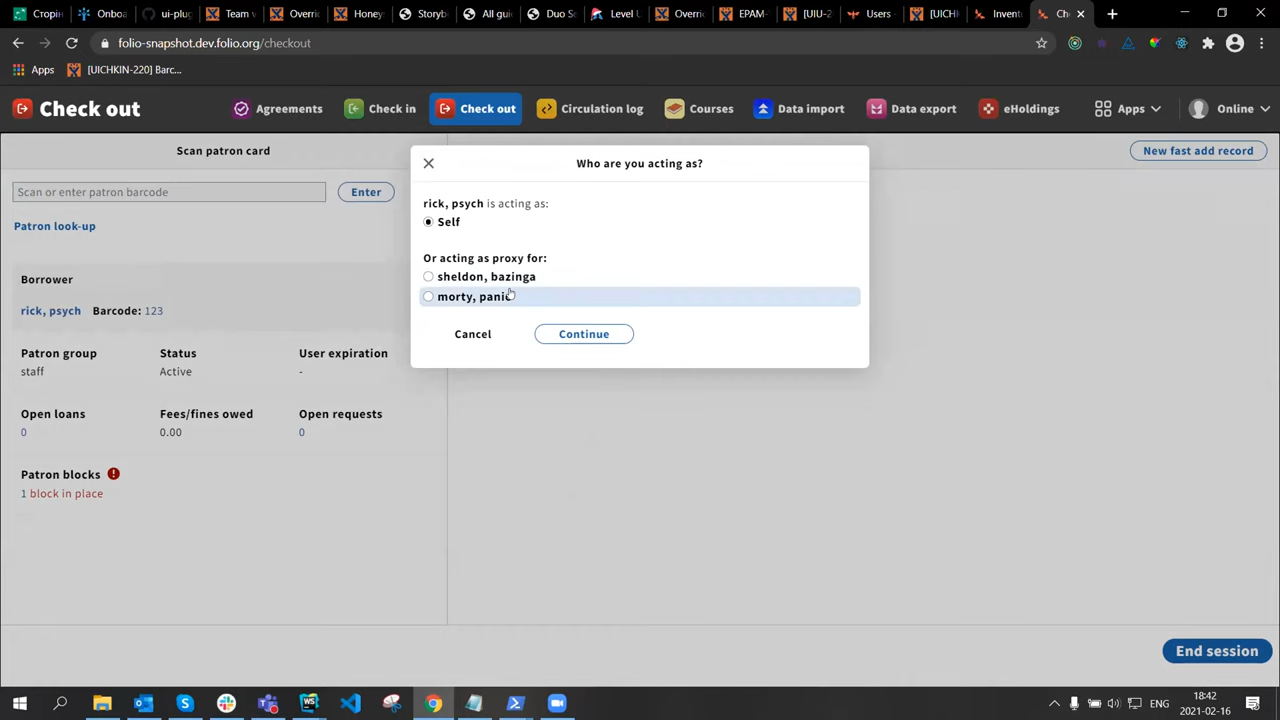 Cropin
Onboa
ui-plug
Team v
Overri
Honey
Storyb
All gui
Duo Se
Level U
Overri
EPAM-
[UIU-2
Users
[UICH
Invent
Che
folio-snapshot.dev.folio.org/checkout
Apps
[UICHKIN-220] Barc...
Check out
Agreements
Check in
Check out
Circulation log
Courses
Data import
Data export
eHoldings
Apps
Online
Scan patron card
New fast add record
Scan or enter patron barcode
Enter
Patron look-up
Borrower
rick, psych Barcode: 123
Patron group Status User expiration
staff Active -
Open loans Fees/fines owed Open requests
0 0.00 0
Patron blocks
1 block in place
Who are you acting as?
rick, psych is acting as:
Self
Or acting as proxy for:
sheldon, bazinga
morty, panic
Cancel Continue
End session
ENG
18:42
2021-02-16